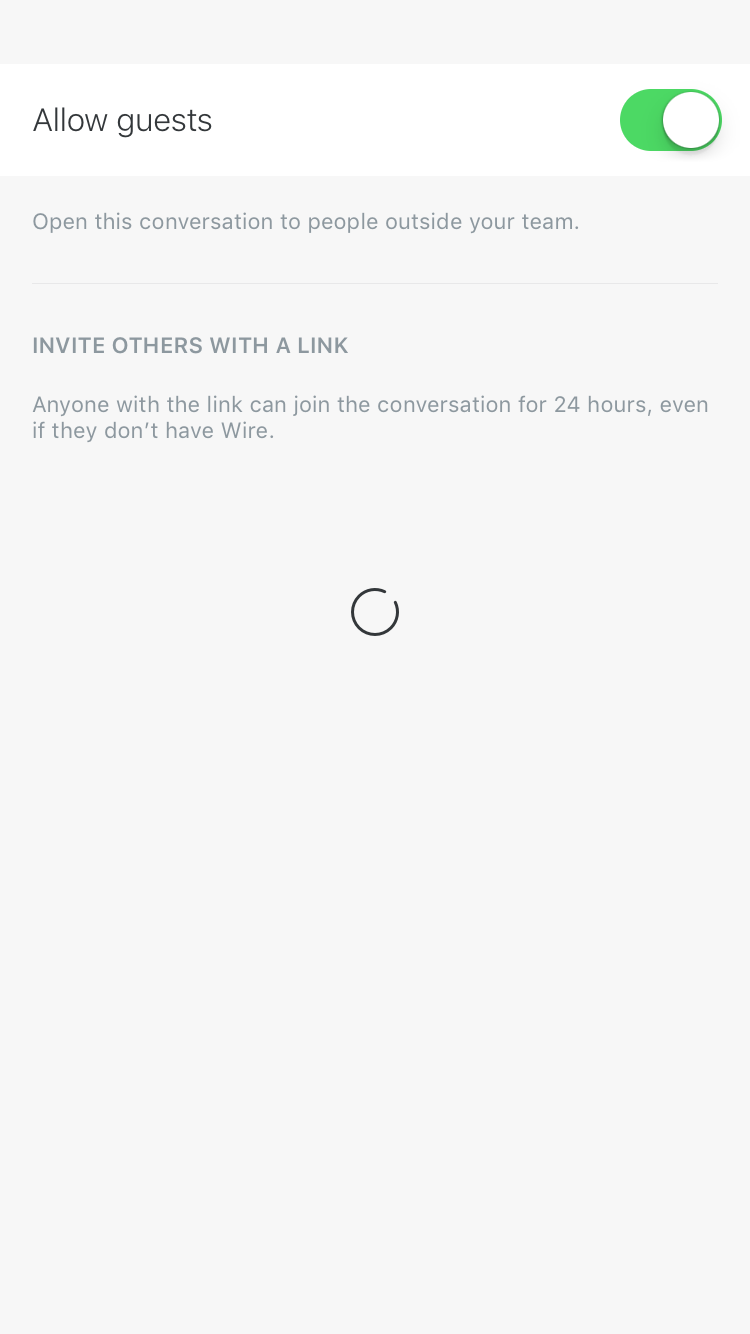 Allow guests
Open this conversation to people outside your team.
INVITE OTHERS WITH A LINK
Anyone with the link can join the conversation for 24 hours, even
if they don’t have Wire.